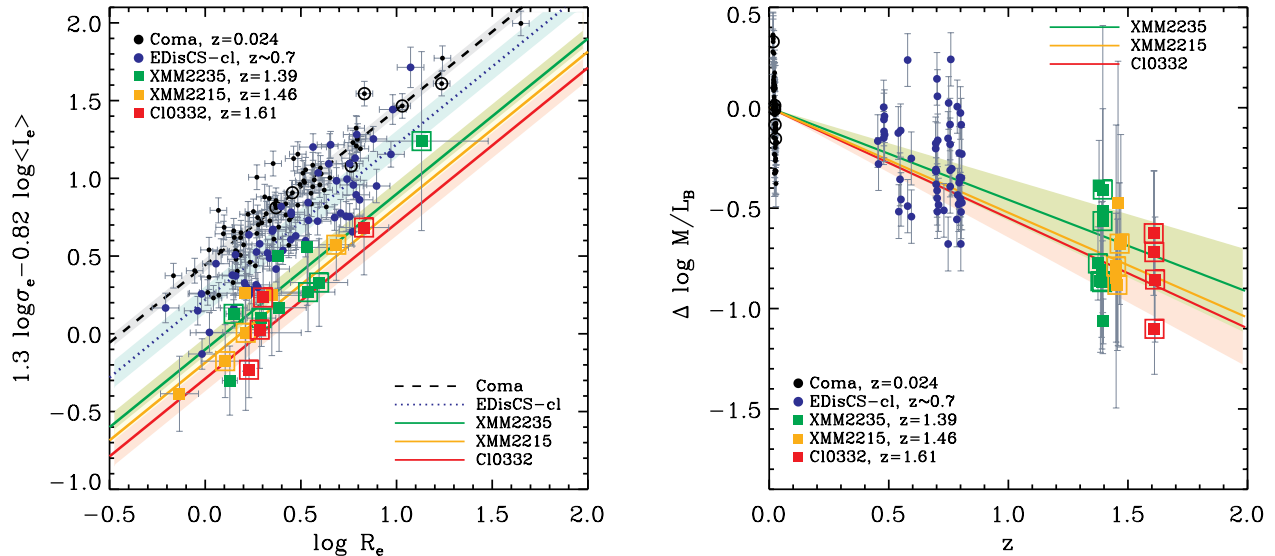 2.0
1.5
1.0
0.5
0.0
−0.5
−1.0
1.3 logσe−0.82 log<Ie>
Coma, z=0.024
EDisCS−cl, z~0.7
XMM2235, z=1.39
XMM2215, z=1.46
Cl0332, z=1.61
Coma
EDisCS−cl
XMM2235
XMM2215
Cl0332
−0.5 0.0 0.5 1.0 1.5 2.0
log Re
0.5
0.0
−0.5
−1.0
−1.5
Δ log M/LB
XMM2235
XMM2215
Cl0332
Coma, z=0.024
EDisCS−cl, z~0.7
XMM2235, z=1.39
XMM2215, z=1.46
Cl0332, z=1.61
0.0 0.5 1.0 1.5 2.0
z